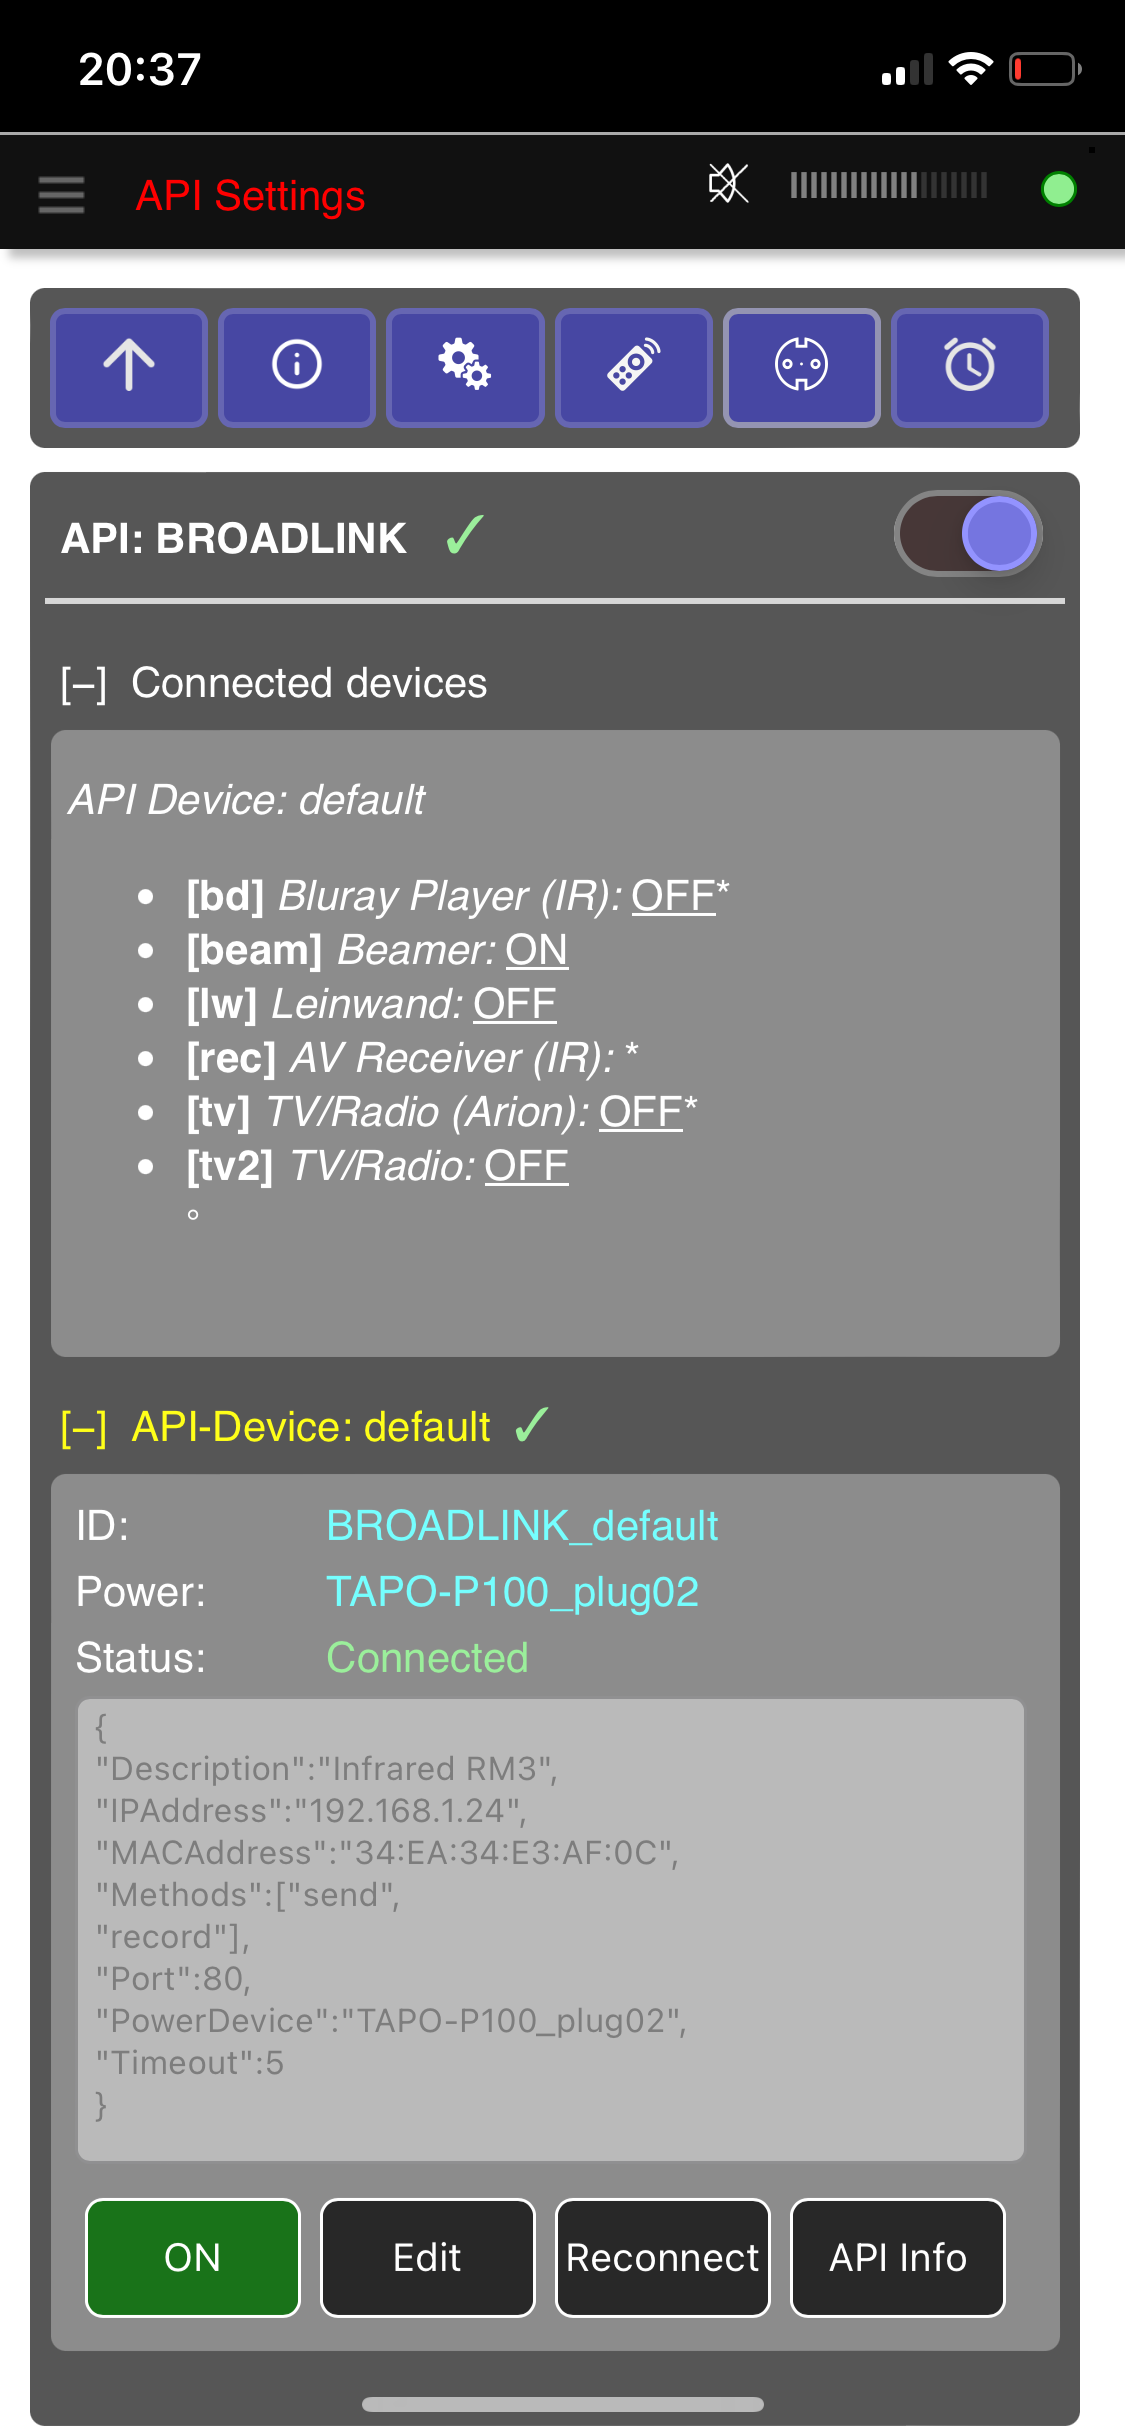 20:37
API Settings
API: BROADLINK ✓
[–] Connected devices
API Device: default
• [bd] Bluray Player (IR): OFF*
• [beam] Beamer: ON
• [lw] Leinwand: OFF
• [rec] AV Receiver (IR): *
• [tv] TV/Radio (Arion): OFF*
• [tv2] TV/Radio: OFF
[–] API-Device: default ✓
ID: BROADLINK_default
Power: TAPO-P100_plug02
Status: Connected
{
"Description":"Infrared RM3",
"IPAddress":"192.168.1.24",
"MACAddress":"34:EA:34:E3:AF:0C",
"Methods":["send",
"record"],
"Port":80,
"PowerDevice":"TAPO-P100_plug02",
"Timeout":5
}
ON Edit Reconnect API Info